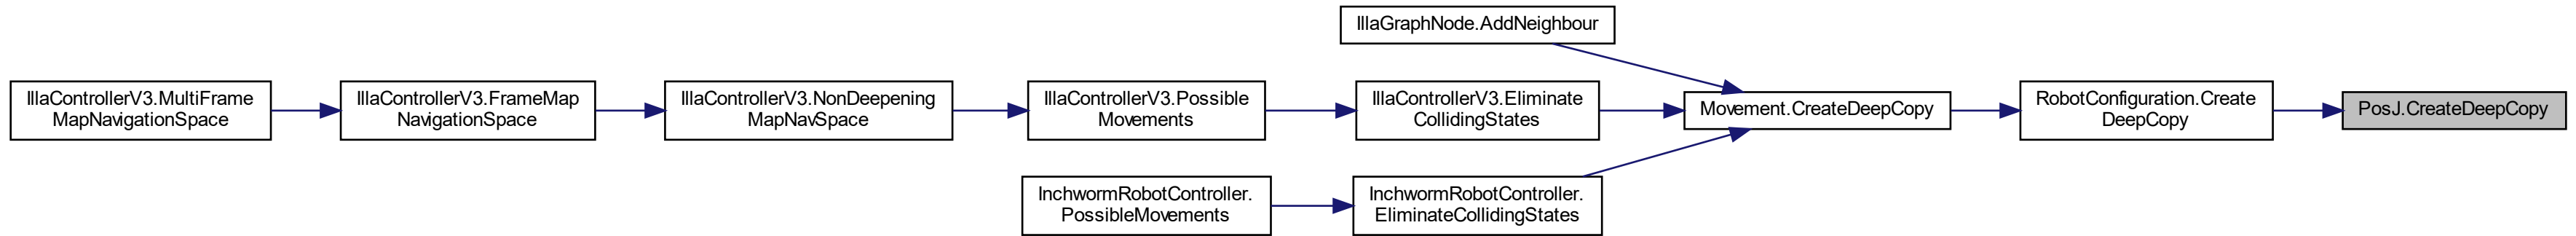 IllaGraphNode.AddNeighbour
IllaControllerV3.MultiFrame
MapNavigationSpace
IllaControllerV3.FrameMap
NavigationSpace
IllaControllerV3.NonDeepening
MapNavSpace
IllaControllerV3.Possible
Movements
IllaControllerV3.Eliminate
CollidingStates
Movement.CreateDeepCopy
RobotConfiguration.Create
DeepCopy
PosJ.CreateDeepCopy
InchwormRobotController.
PossibleMovements
InchwormRobotController.
EliminateCollidingStates